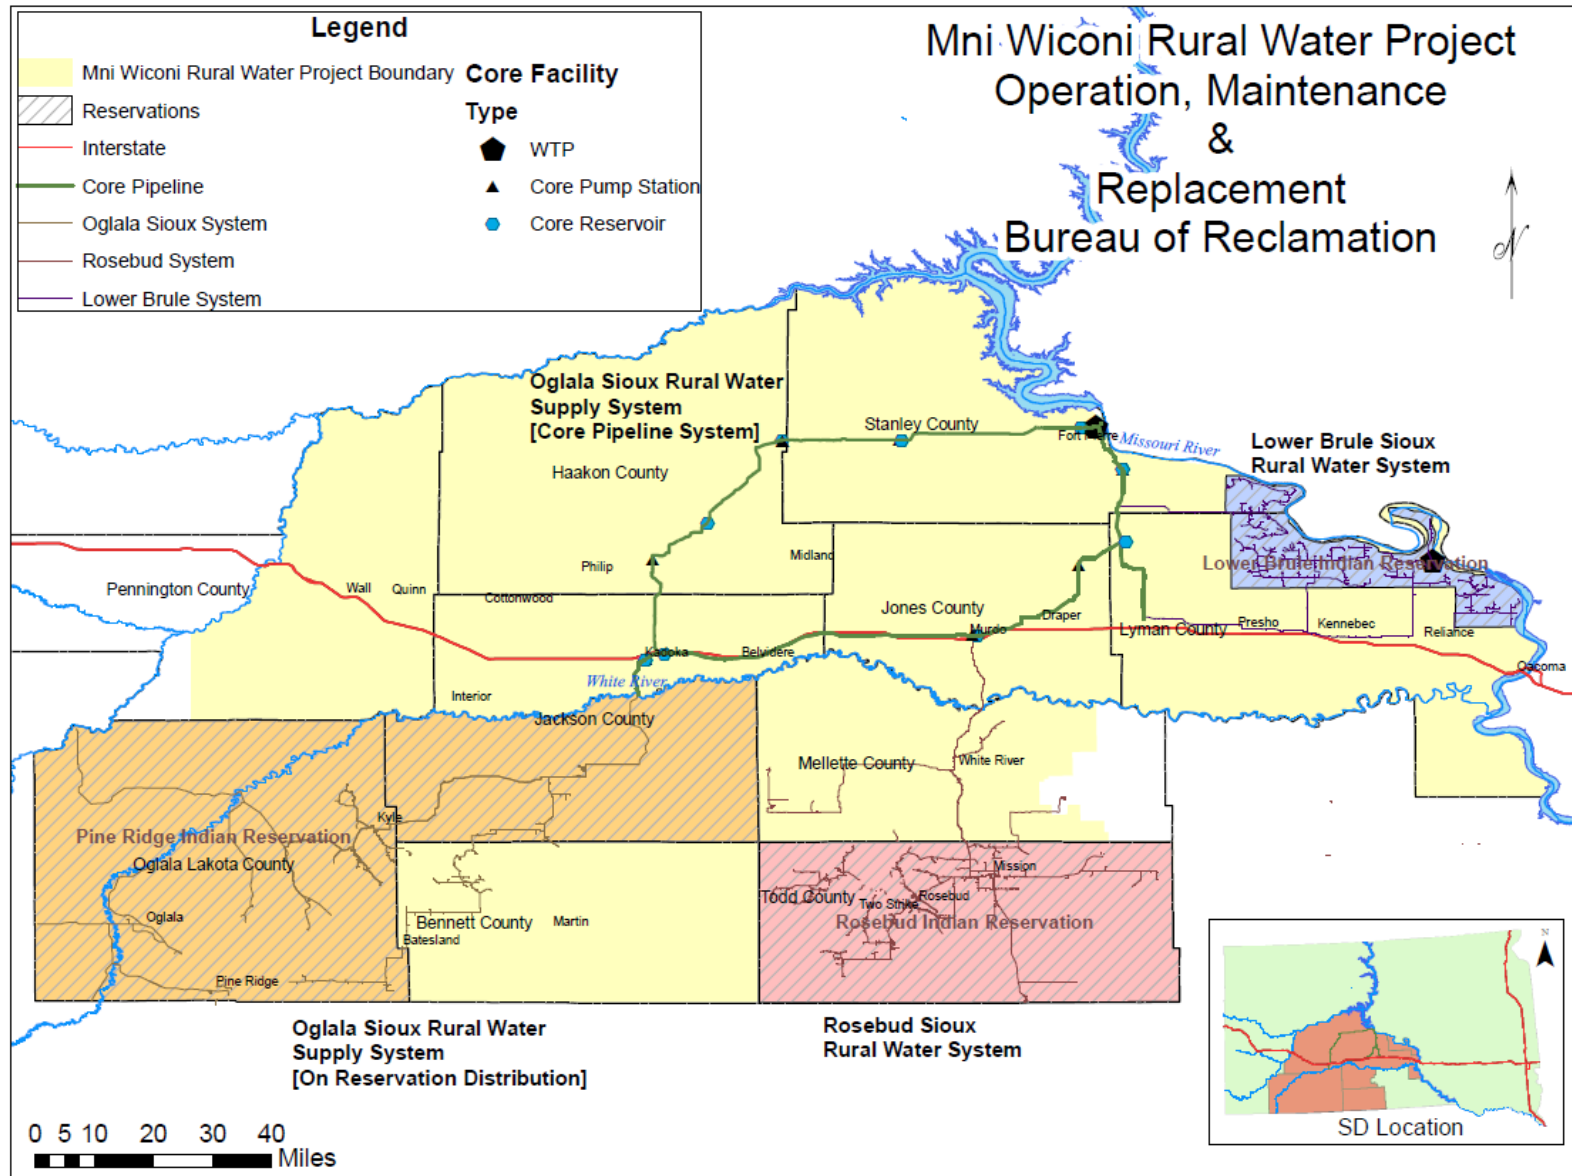 Legend
Mni Wiconi Rural Water Project Boundary
Reservations
Interstate
Core Pipeline
Oglala Sioux System
Rosebud System
Lower Brule System
Core Facility
Type
WTP
Core Pump Station
Core Reservoir
Mni Wiconi Rural Water Project
Operation, Maintenance
&
Replacement
Bureau of Reclamation
N
Oglala Sioux Rural Water
Supply System
[Core Pipeline System]
Stanley County
Fort Pierre
Missouri River
Lower Brule Sioux
Rural Water System
Haakon County
Midland
Philip
Lower Brule Indian Reservation
Pennington County
Wall
Quinn
Cottonwood
Jones County
Draper
Murdo
Lyman County
Presho
Kennebec
Reliance
Kadoka
Belvidere
Oacoma
White River
Interior
Jackson County
Mellette County
White River
Kyle
Pine Ridge Indian Reservation
Oglala Lakota County
Mission
Todd County
Two Strike
Rosebud
Oglala
Bennett County
Martin
Rosebud Indian Reservation
Batesland
Pine Ridge
Oglala Sioux Rural Water
Supply System
[On Reservation Distribution]
Rosebud Sioux
Rural Water System
N
SD Location
0 5 10 20 30 40
Miles